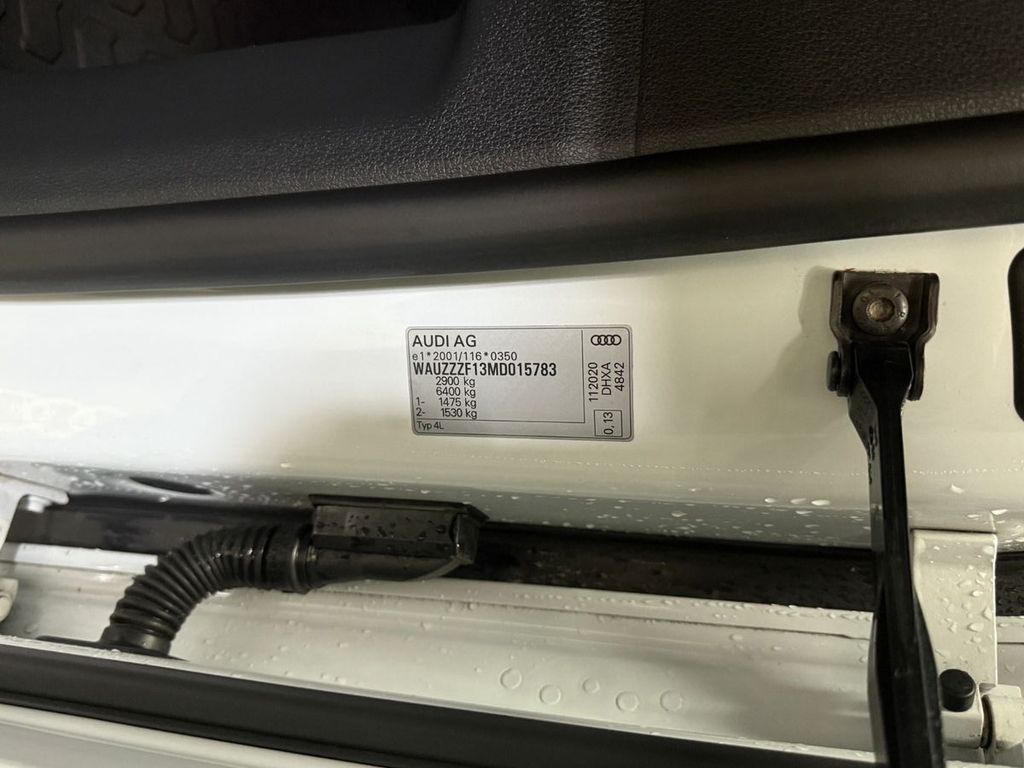 AUDI AG
e1*2001/116*0350
WAUZZZF13MD015783
2900 kg
6400 kg
1- 1475 kg
2- 1530 kg
Typ 4L
112020
DHXA
4842
0,13